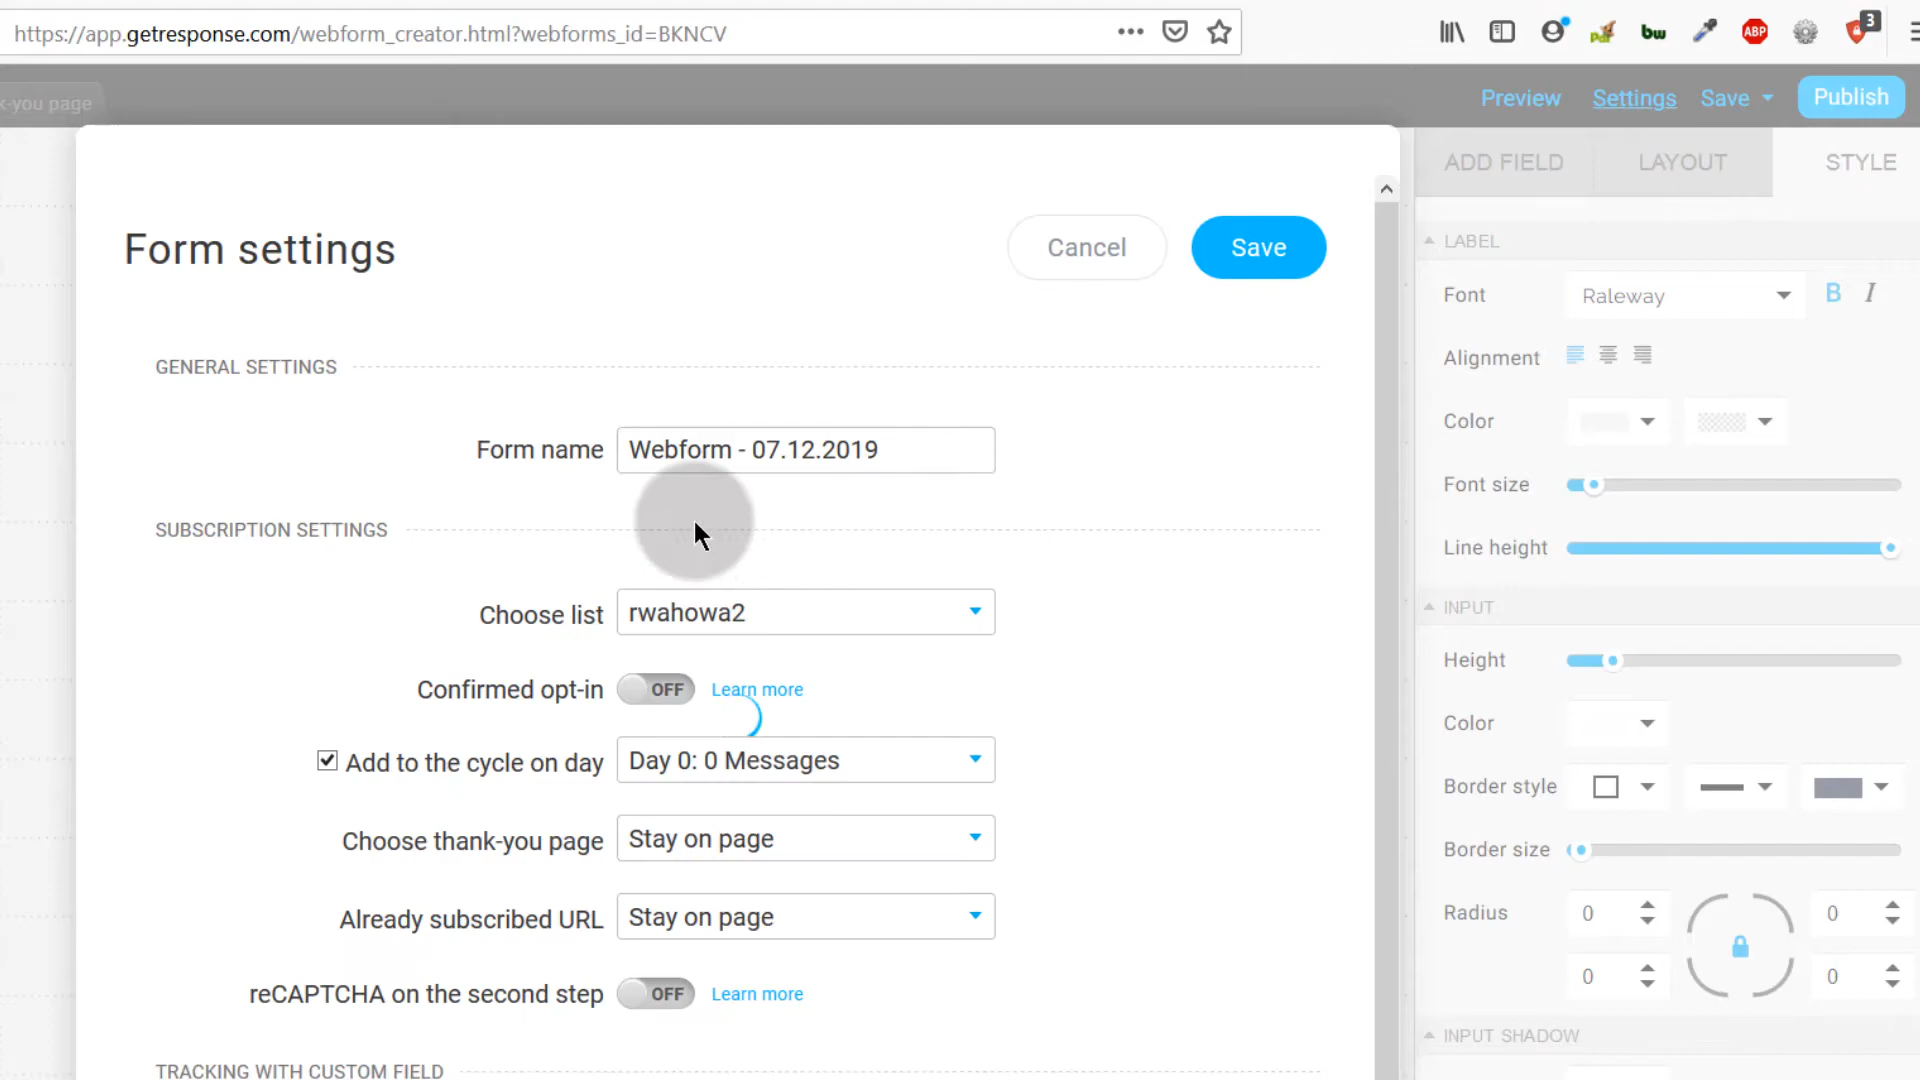 https://app.getresponse.com/webform_creator.html?webforms_id=BKNCV
bw
ABP
3
k-you page
Preview
Settings
Save
Publish
ADD FIELD
LAYOUT
STYLE
Form settings
Cancel
Save
GENERAL SETTINGS
Form name
Webform - 07.12.2019
SUBSCRIPTION SETTINGS
Choose list
rwahowa2
Confirmed opt-in
OFF
Learn more
Add to the cycle on day
Day 0: 0 Messages
Choose thank-you page
Stay on page
Already subscribed URL
Stay on page
reCAPTCHA on the second step
OFF
Learn more
TRACKING WITH CUSTOM FIELD
LABEL
Font
Raleway
B
I
Alignment
Color
Font size
Line height
INPUT
Height
Color
Border style
Border size
Radius
0
0
0
0
INPUT SHADOW